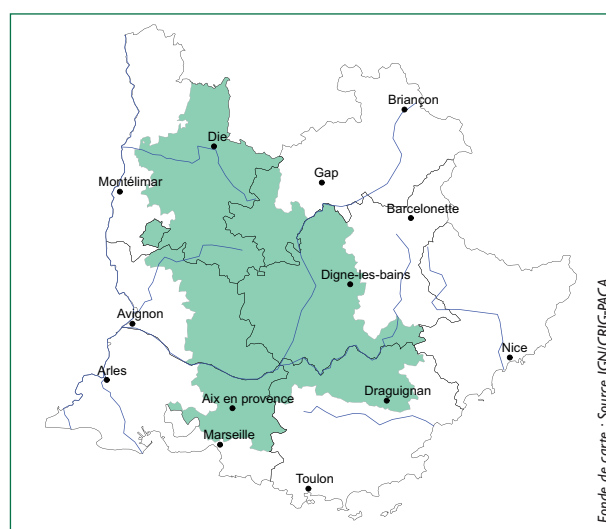 Briançon
Die
Gap
Montélimar
Barcelonette
Digne-les-bains
Avignon
Nice
Arles
Aix en provence
Draguignan
Marseille
Toulon
Fonde de carte : Source IGN/CRIG-PACA